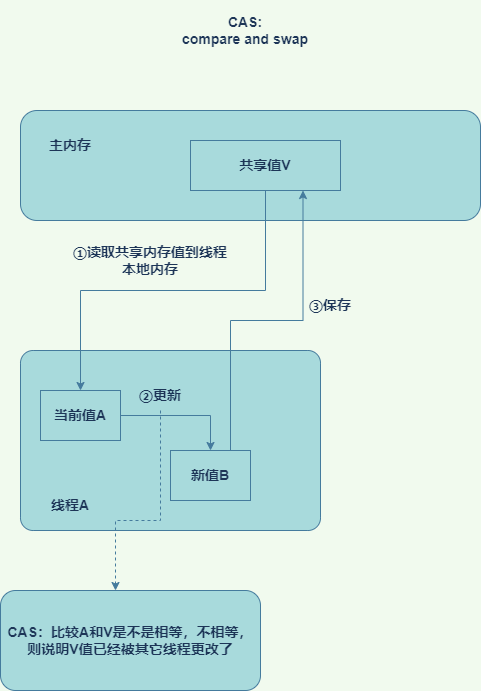 CAS:
compare and swap
主内存
共享值V
①读取共享内存值到线程
本地内存
③保存
②更新
当前值A
新值B
线程A
CAS：比较A和V是不是相等，不相等，
则说明V值已经被其它线程更改了